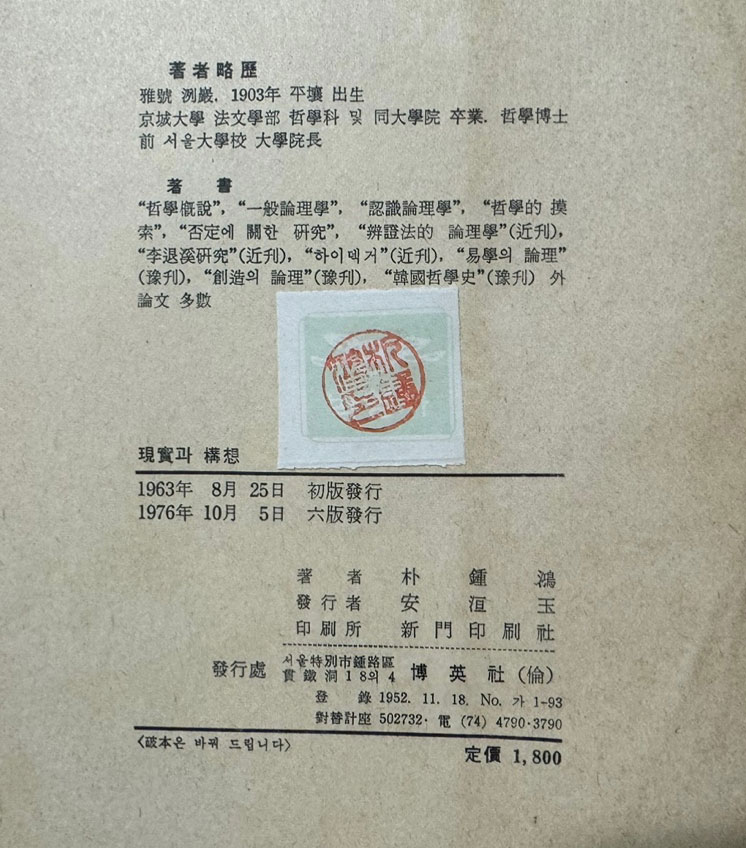 著者略歷
雅號 洌巖. 1903年 平壤 出生
京城大學 法文學部 哲學科 및 同大學院 卒業. 哲學博士
前 서울大學校 大學院長
著 書
“哲學槪說”, “一般論理學”, “認識論理學”, “哲學的 摸
索”, “否定에 關한 硏究”, “辨證法的 論理學”(近刊),
“李退溪硏究”(近刊), “하이덱거”(近刊), “易學의 論理”
(豫刊), “創造의 論理”(豫刊), “韓國哲學史”(豫刊) 外
論文 多數
現實과 構想
1963年 8月 25日 初版發行
1976年 10月 5日 六版發行
著者 朴鍾鴻
發行者 安洹玉
印刷所 新門印刷社
發行處 서울特別市鍾路區
貫鐵洞 18의 4 博英社 (倫)
登錄 1952. 11. 18. No. 가 1-93
對替計座 502732· 電 (74) 4790·3790
〈破本은 바꿔 드립니다〉
定價 1,800